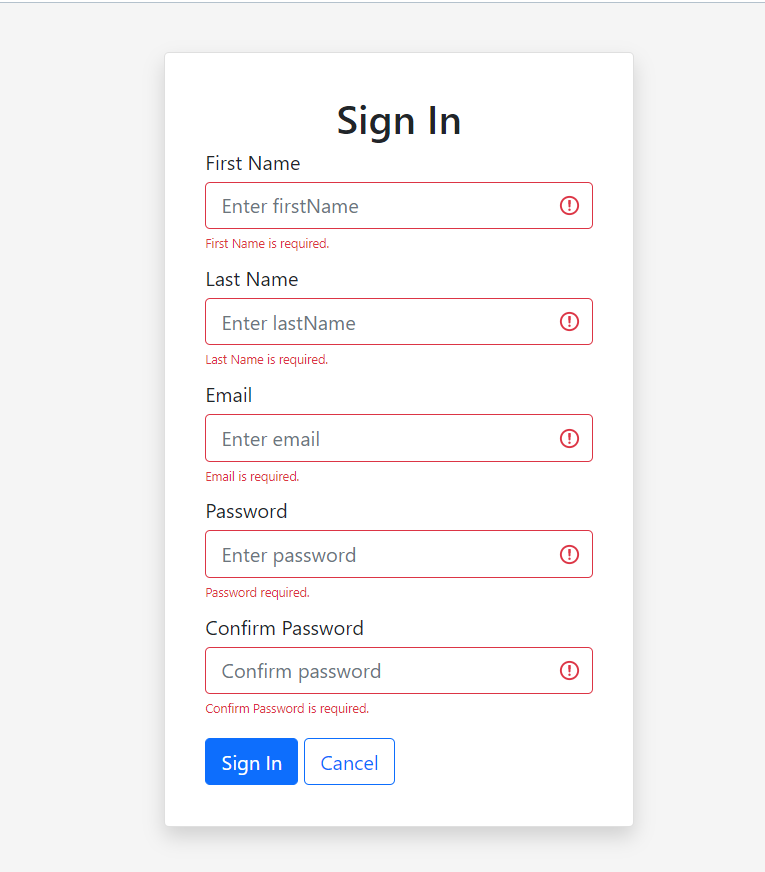 Sign In
First Name
Enter firstName
First Name is required.
Last Name
Enter lastName
Last Name is required.
Email
Enter email
Email is required.
Password
Enter password
Password required.
Confirm Password
Confirm password
Confirm Password is required.
Sign In Cancel